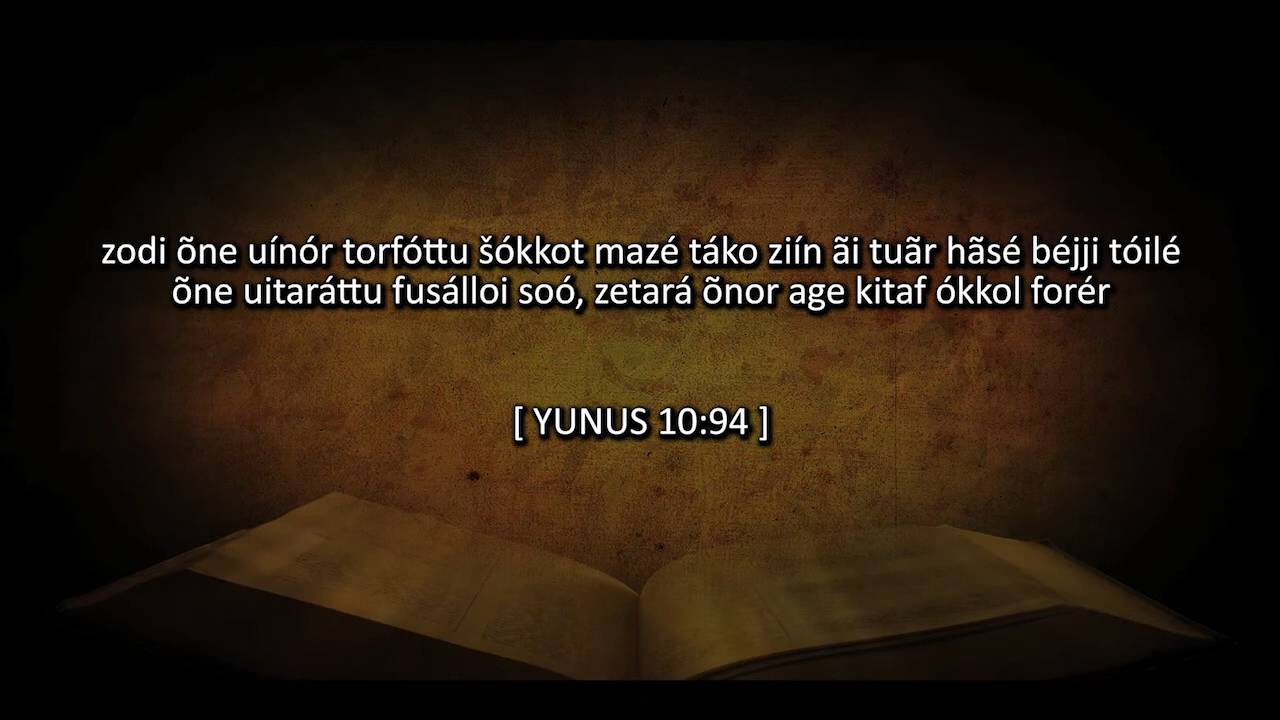 zodi õne uínór torfóttu šókkot mazé táko ziín ãi tuãr hãsé béjji tóilé
õne uitaráttu fusálloi soó, zetará õnor age kitaf ókkol forér
[ YUNUS 10:94 ]